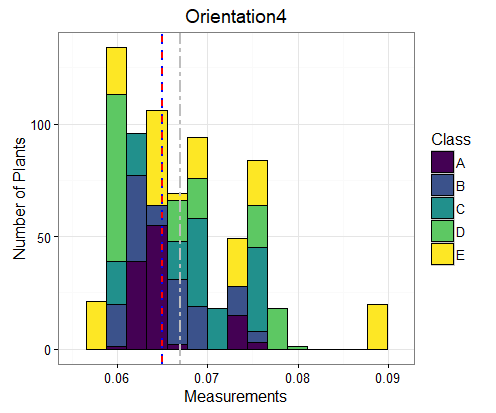 Orientation4
Number of Plants
100
50
0
0.06 0.07 0.08 0.09
Measurements
Class
A
B
C
D
E